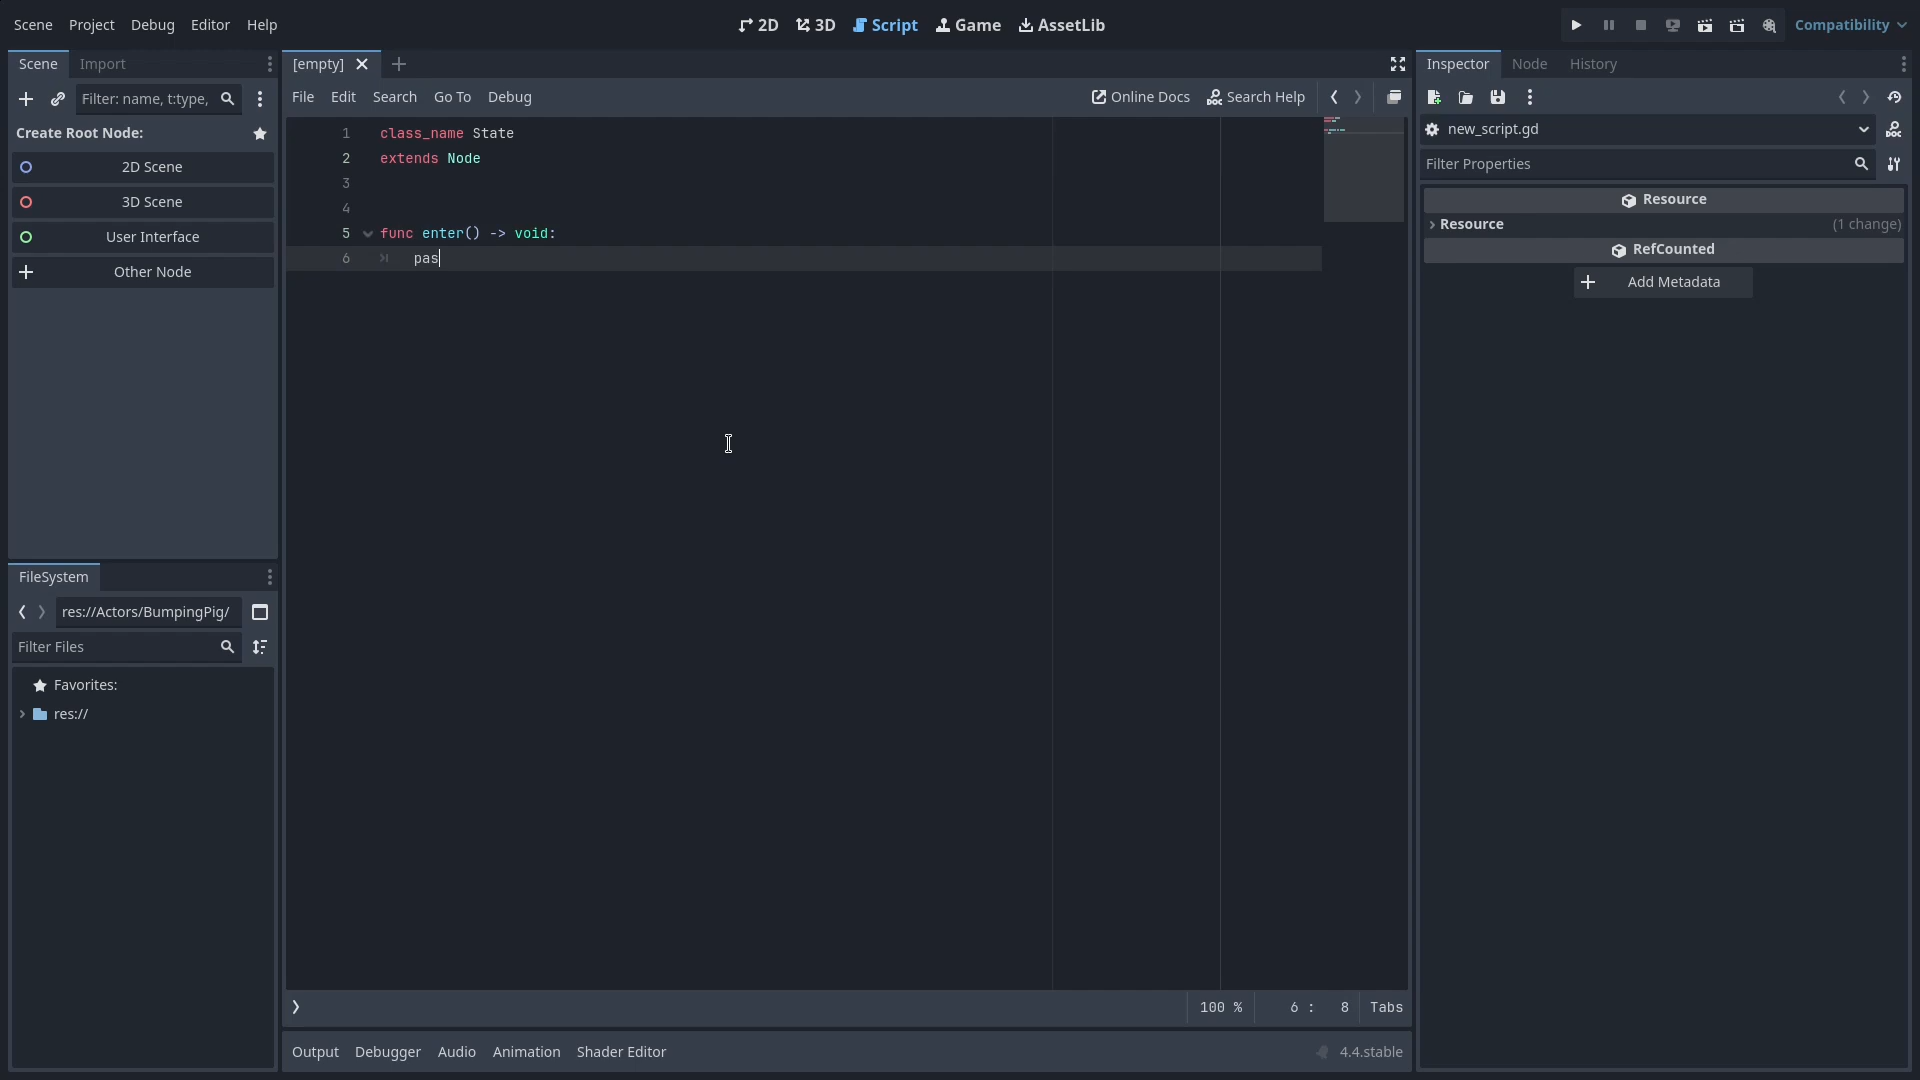 Scene Project Debug Editor Help
2D 3D Script Game AssetLib
Compatibility
Scene Import
Filter: name, t:type,
Create Root Node:
2D Scene
3D Scene
User Interface
Other Node
FileSystem
res://Actors/BumpingPig/
Filter Files
Favorites:
res://
[empty]
File Edit Search Go To Debug
Online Docs Search Help
1 class_name State
2 extends Node
3
4
5 func enter() -> void:
6 pas
100 % 6 : 8 Tabs
Output Debugger Audio Animation Shader Editor
4.4.stable
Inspector Node History
new_script.gd
DOC
Filter Properties
Resource
Resource (1 change)
RefCounted
Add Metadata